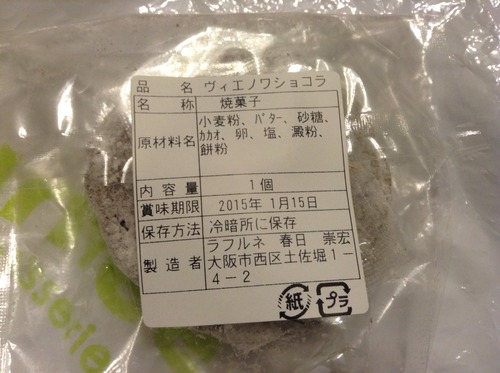 品名 ヴィエノワショコラ
名称 焼菓子
原材料名 小麦粉、バター、砂糖、
カカオ、卵、塩、澱粉、
餅粉
内容量 1個
賞味期限 2015年 1月15日
保存方法 冷暗所に保存
製造者 ラフルネ 春日 崇宏
大阪市西区土佐堀1-
4-2
紙 プラ